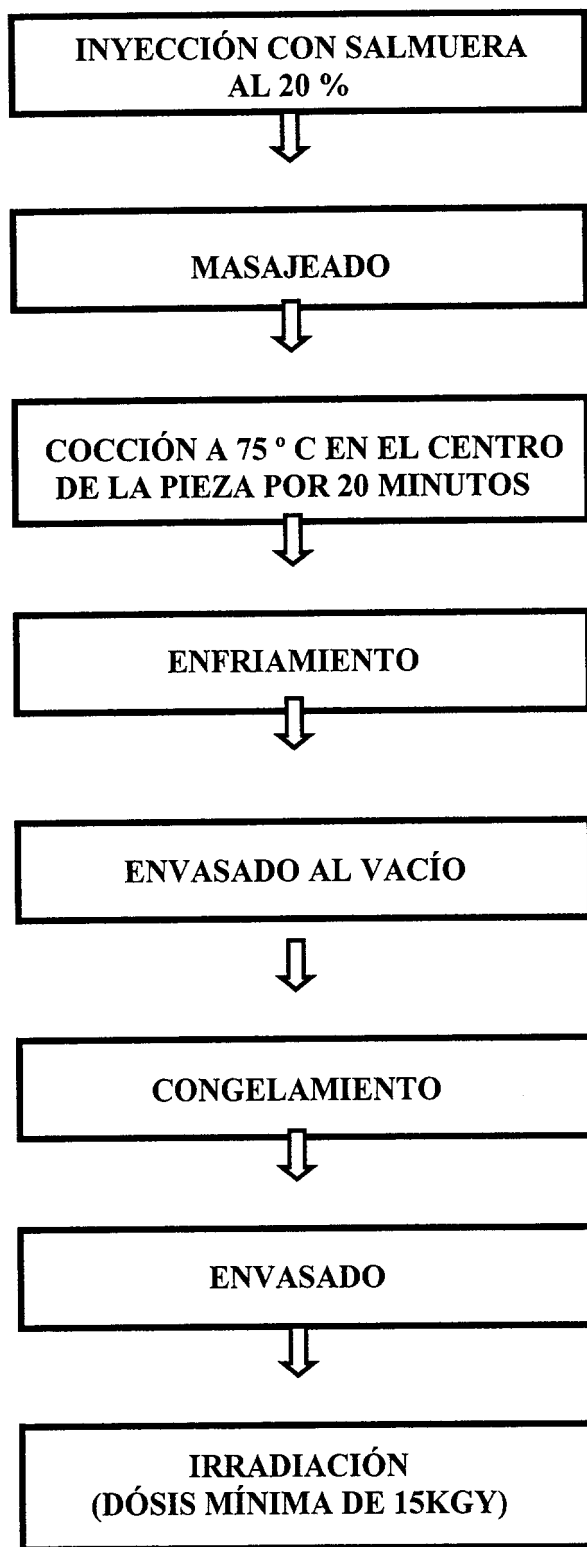 INYECCIÓN CON SALMUERA
AL 20 %
MASAJEADO
COCCIÓN A 75 º C EN EL CENTRO
DE LA PIEZA POR 20 MINUTOS
ENFRIAMIENTO
ENVASADO AL VACÍO
CONGELAMIENTO
ENVASADO
IRRADIACIÓN
(DÓSIS MÍNIMA DE 15KGY)